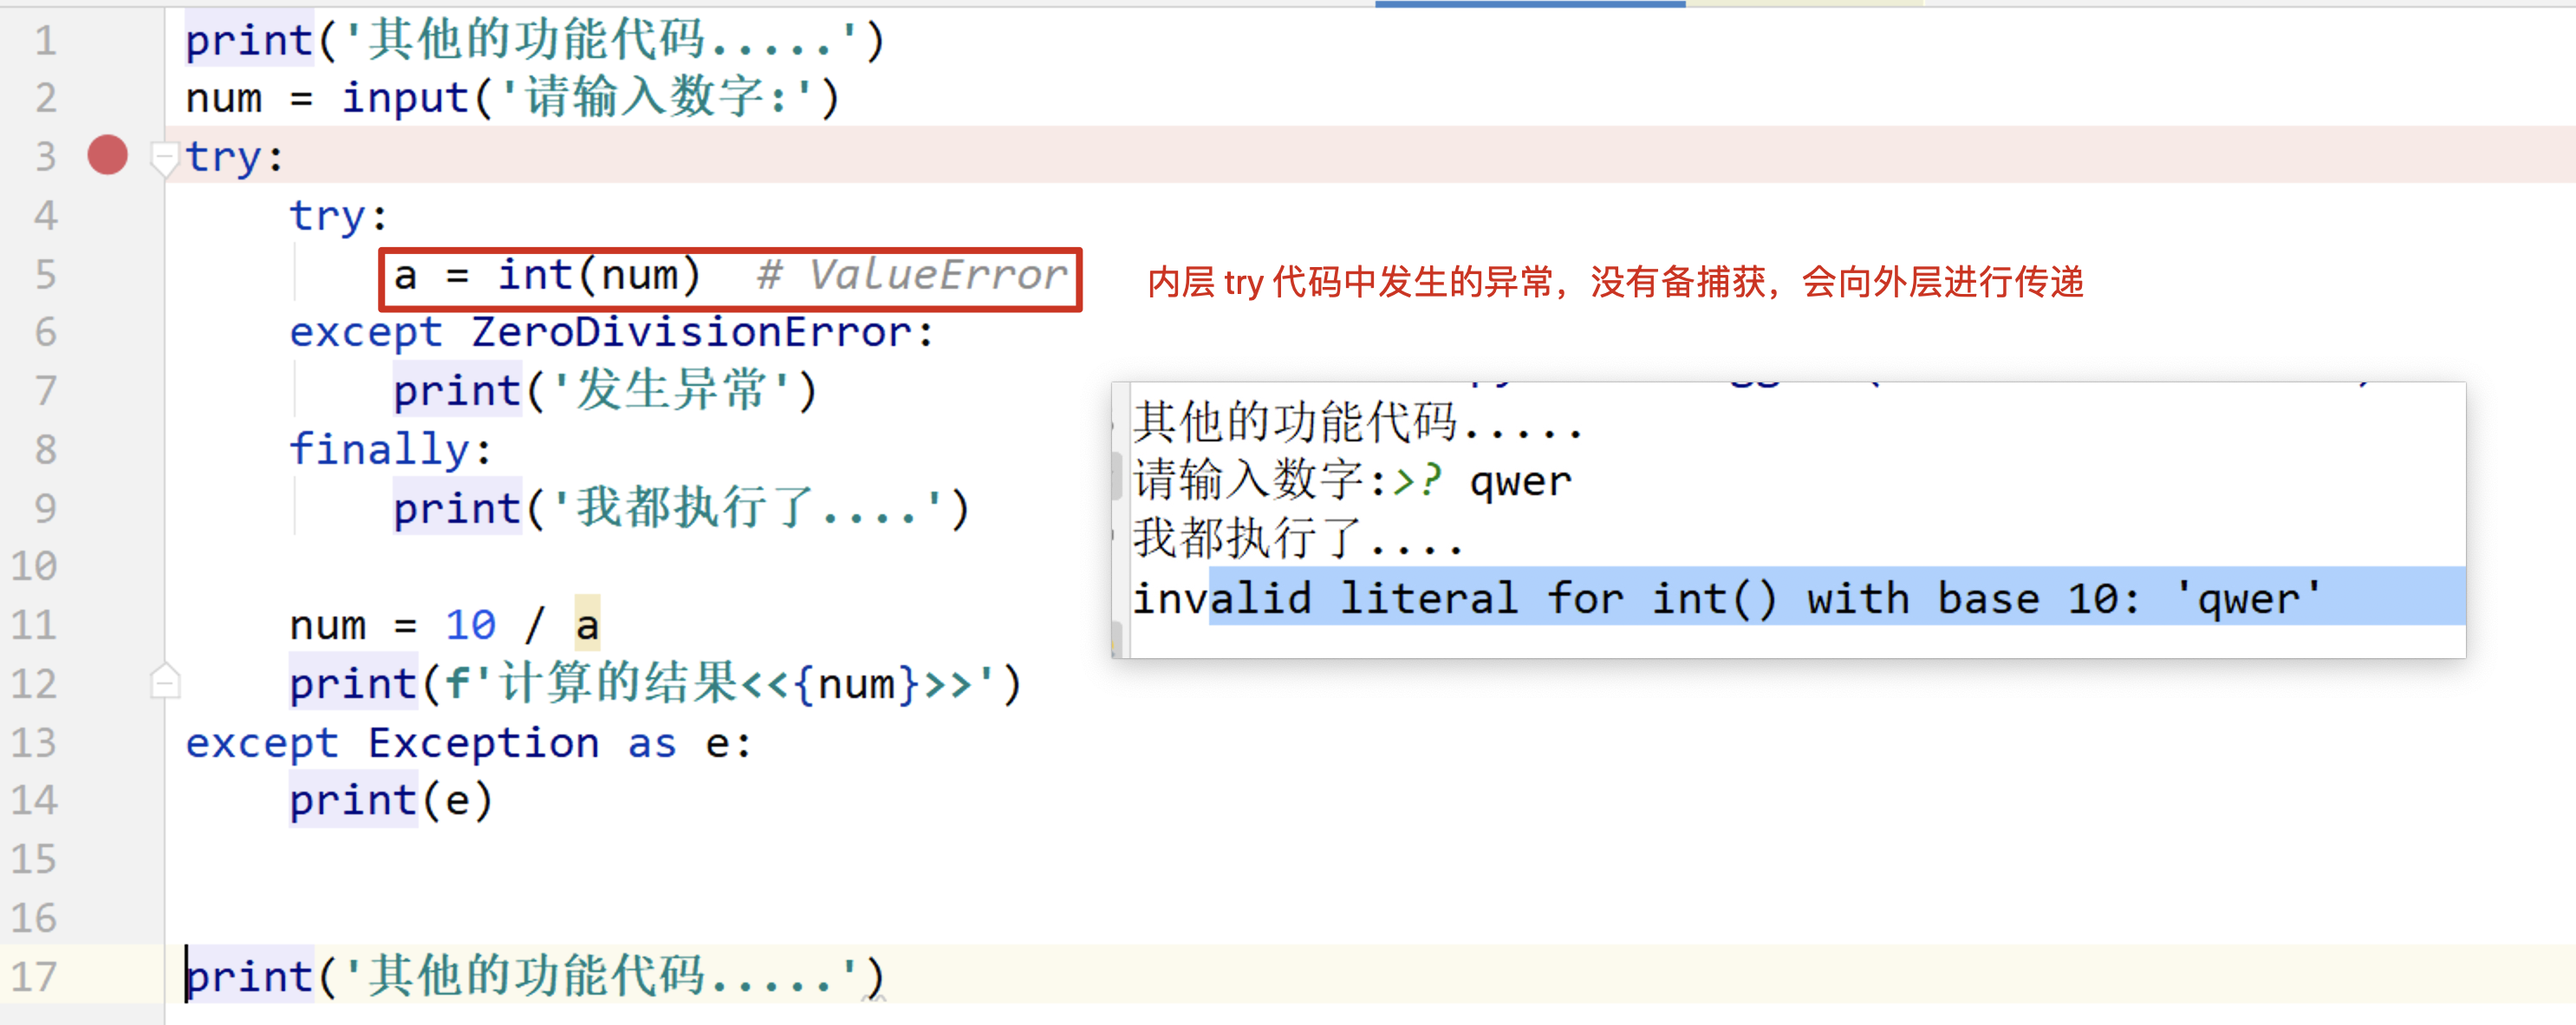 1 print('其他的功能代码.....')
2 num = input('请输入数字:')
3 try:
4 try:
5 a = int(num)  # ValueError
内层 try 代码中发生的异常，没有备捕获，会向外层进行传递
6 except ZeroDivisionError:
7 print('发生异常')
8 finally:
9 print('我都执行了....')
10
11 num = 10 / a
12 print(f'计算的结果<<{num}>>')
13 except Exception as e:
14 print(e)
15
16
17 print('其他的功能代码.....')
其他的功能代码.....
请输入数字:>? qwer
我都执行了....
invalid literal for int() with base 10: 'qwer'